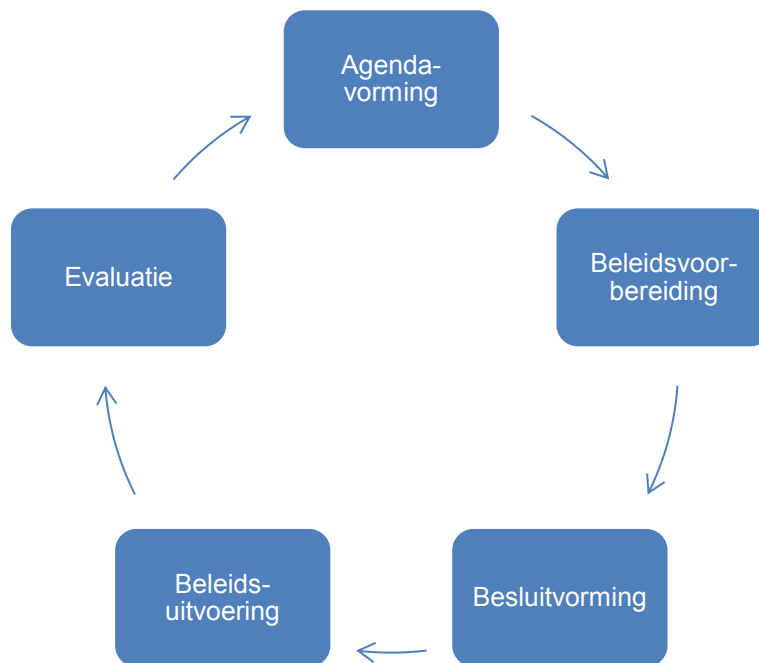 Agenda-
vorming
Beleidsvoor-
bereiding
Besluitvorming
Beleids-
uitvoering
Evaluatie